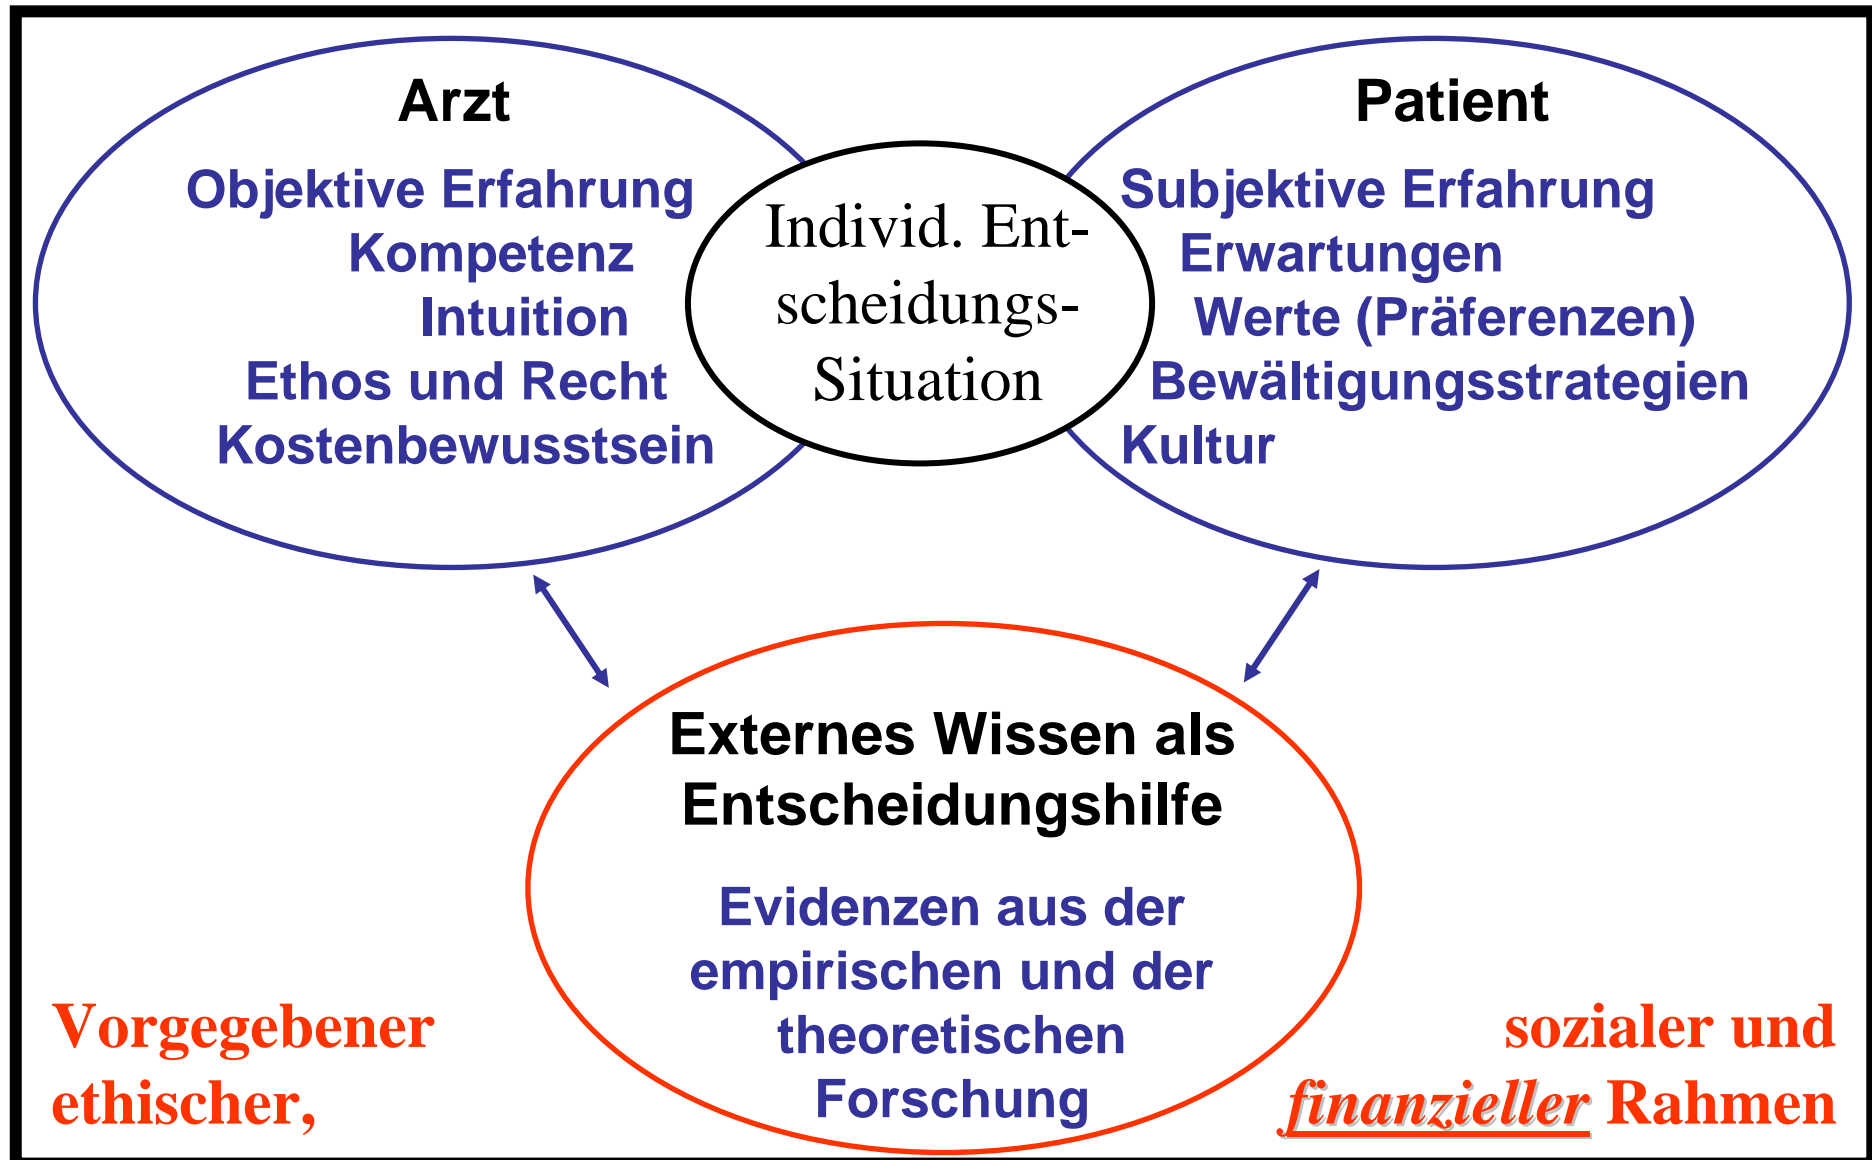 Arzt
Objektive Erfahrung
Kompetenz
Intuition
Ethos und Recht
Kostenbewusstsein
Individ. Ent-
scheidungs-
Situation
Patient
Subjektive Erfahrung
Erwartungen
Werte (Präferenzen)
Bewältigungsstrategien
Kultur
Externes Wissen als
Entscheidungshilfe
Evidenzen aus der
empirischen und der
theoretischen
Forschung
Vorgegebener
ethischer,
sozialer und
finanzieller Rahmen